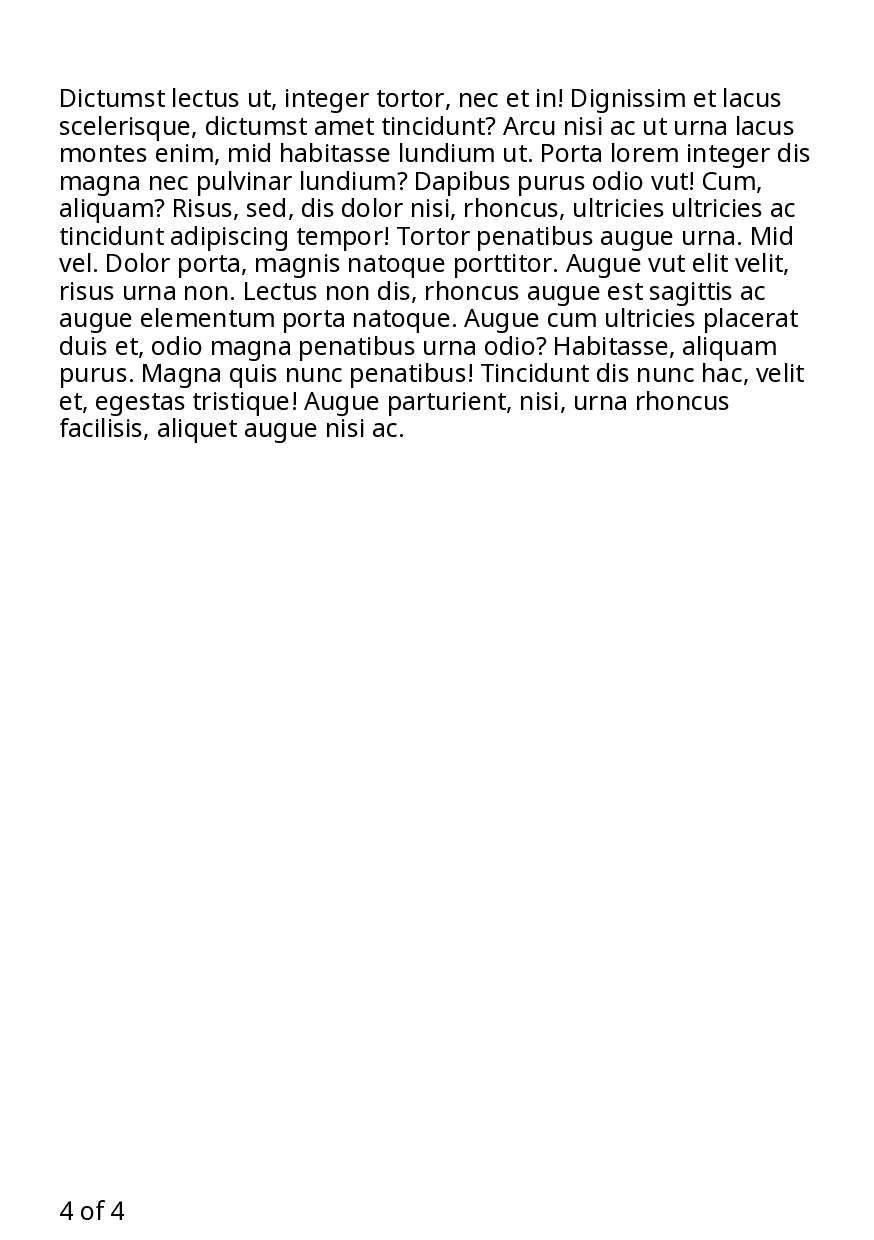 Dictumst lectus ut, integer tortor, nec et in! Dignissim et lacus
scelerisque, dictumst amet tincidunt? Arcu nisi ac ut urna lacus
montes enim, mid habitasse lundium ut. Porta lorem integer dis
magna nec pulvinar lundium? Dapibus purus odio vut! Cum,
aliquam? Risus, sed, dis dolor nisi, rhoncus, ultricies ultricies ac
tincidunt adipiscing tempor! Tortor penatibus augue urna. Mid
vel. Dolor porta, magnis natoque porttitor. Augue vut elit velit,
risus urna non. Lectus non dis, rhoncus augue est sagittis ac
augue elementum porta natoque. Augue cum ultricies placerat
duis et, odio magna penatibus urna odio? Habitasse, aliquam
purus. Magna quis nunc penatibus! Tincidunt dis nunc hac, velit
et, egestas tristique! Augue parturient, nisi, urna rhoncus
facilisis, aliquet augue nisi ac.
4 of 4